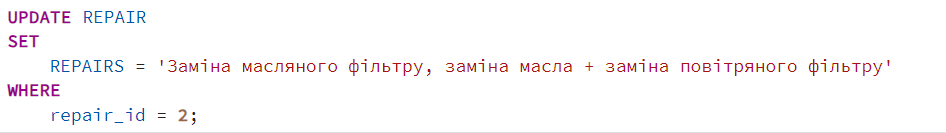 UPDATE REPAIR
SET
REPAIRS = 'Заміна масляного фільтру, заміна масла + заміна повітряного фільтру'
WHERE
repair_id = 2;